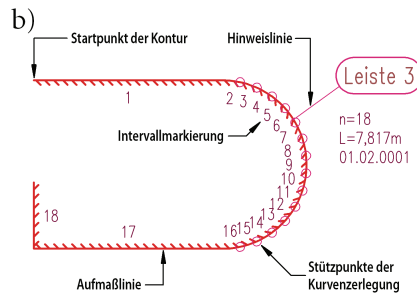 b)
Startpunkt der Kontur
Hinweislinie
Leiste 3
1
2
3
4
5
6
7
8
9
10
11
12
13
14
15
16
17
18
Intervallmarkierung
n=18
L=7,817m
01.02.0001
Aufmaßlinie
Stützpunkte der
Kurvenzerlegung